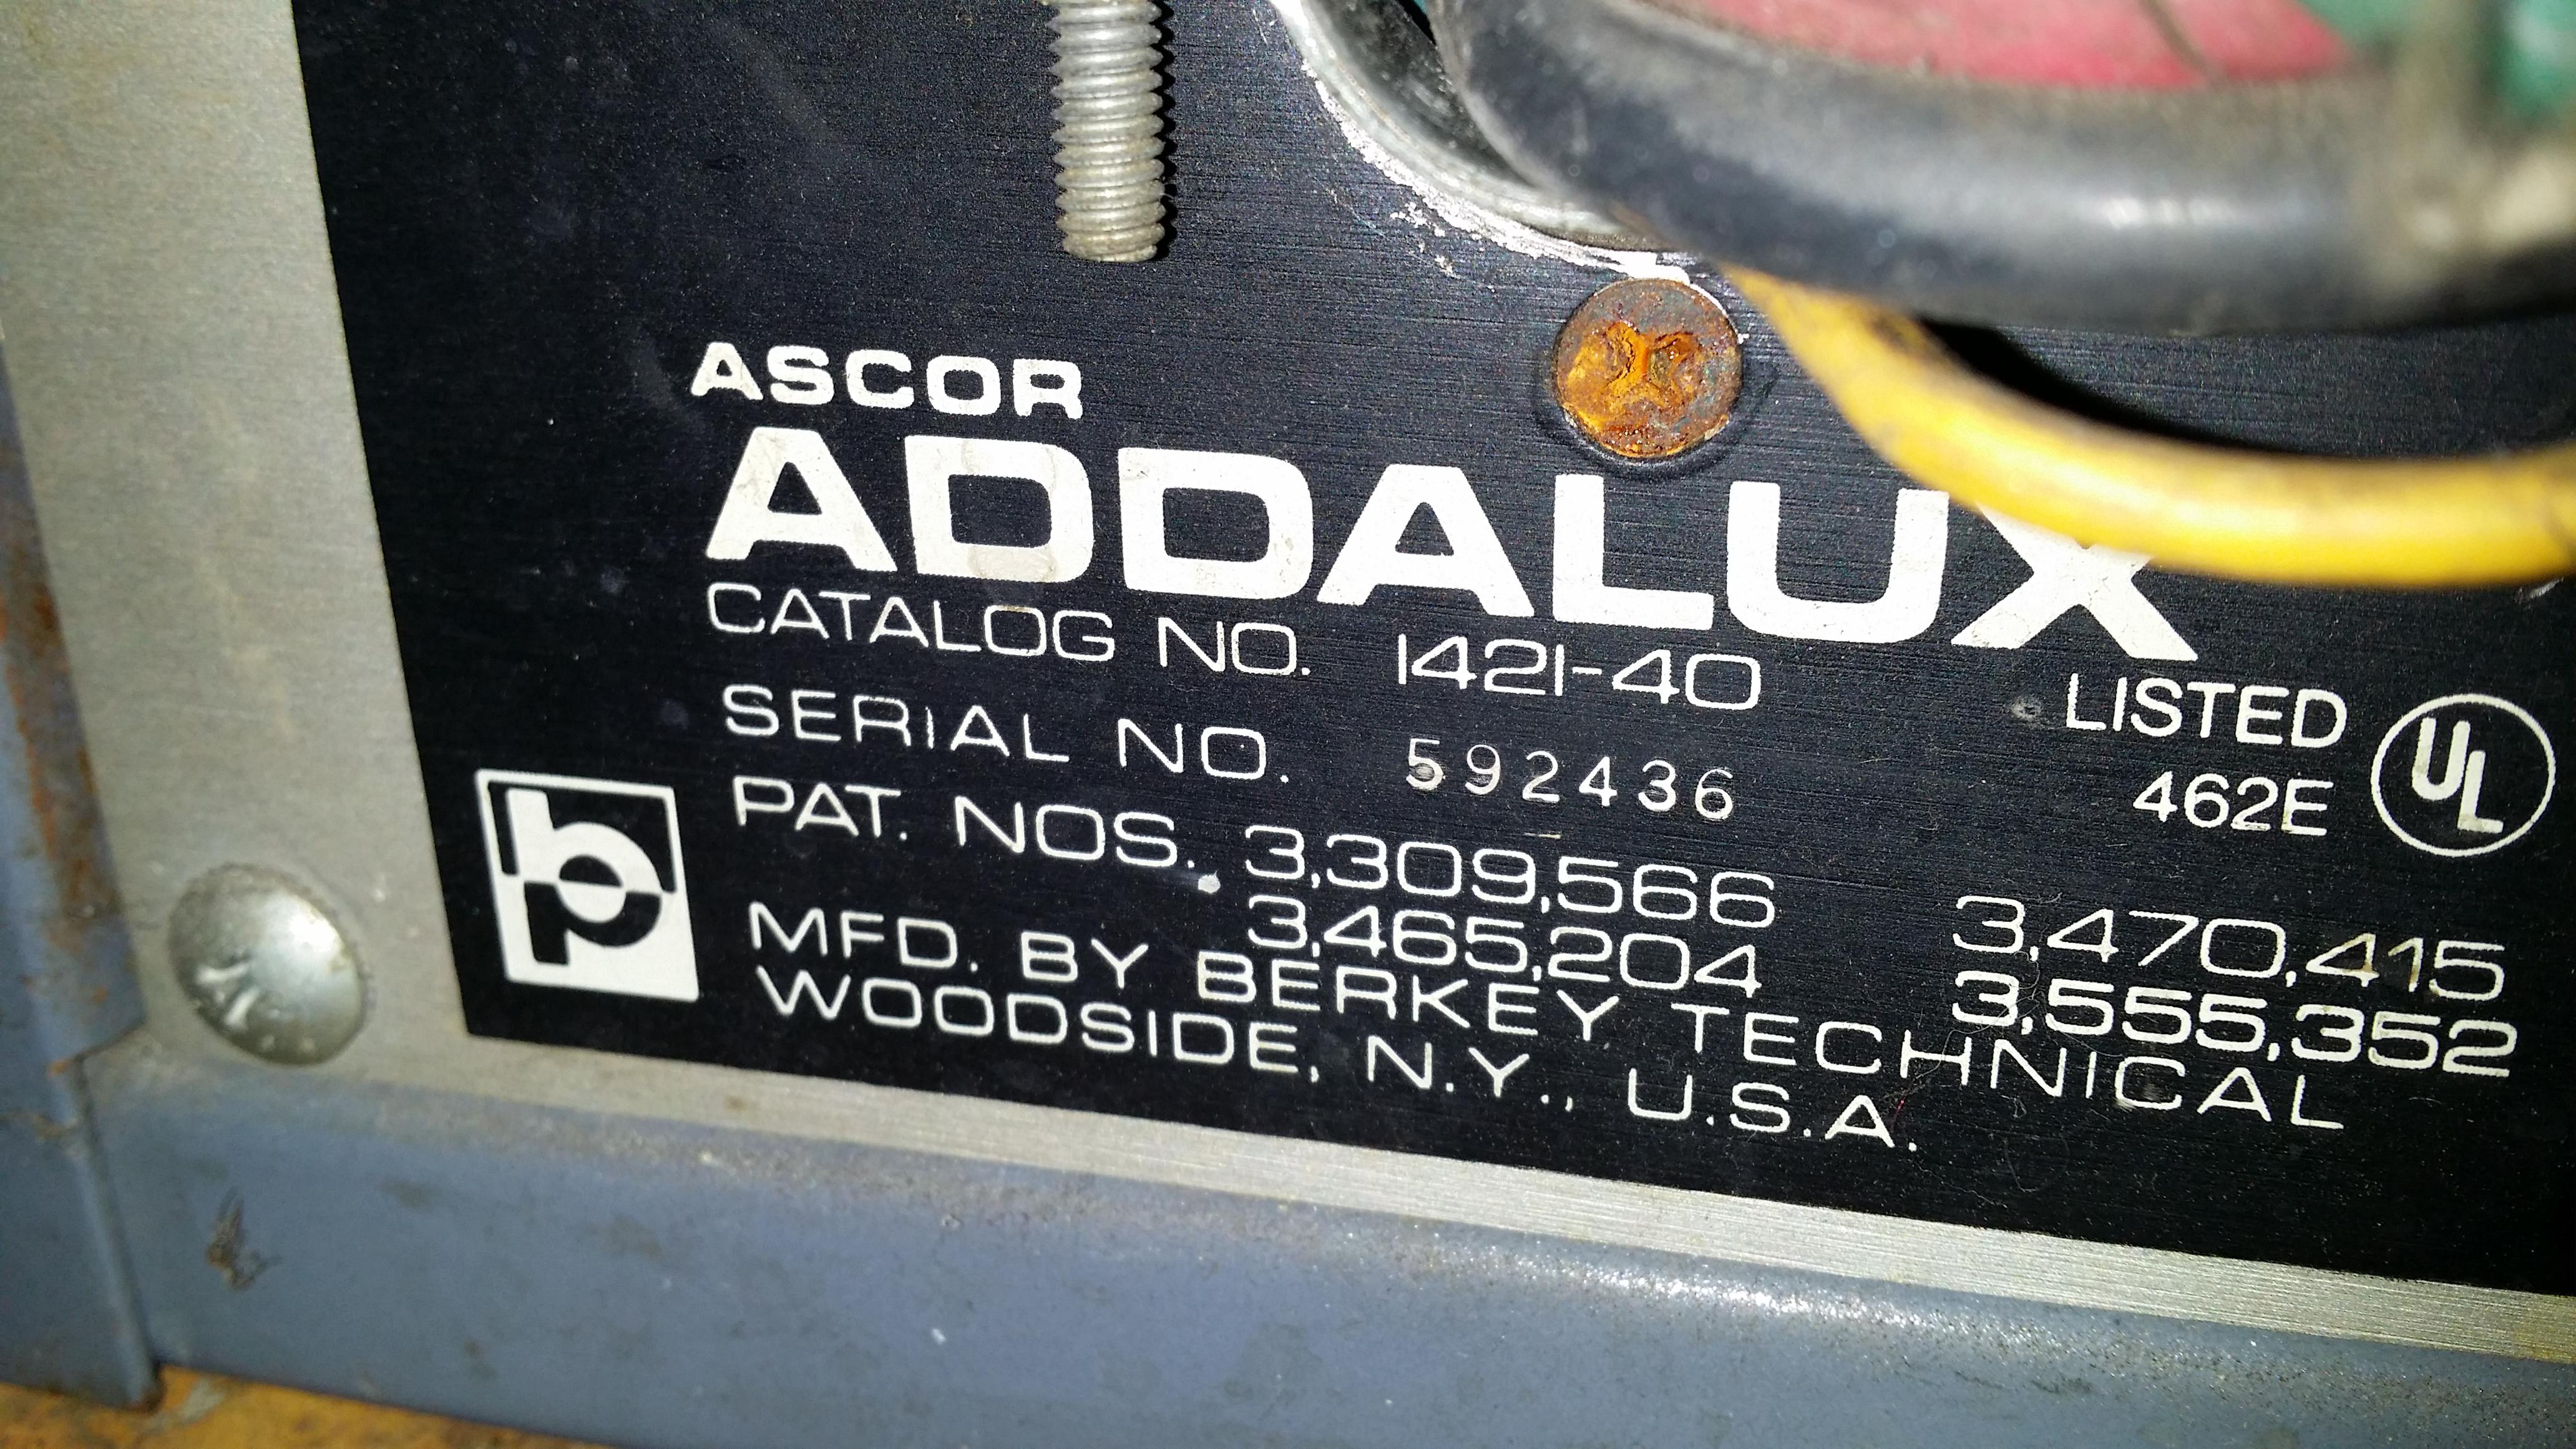 ASCOR
ADDALUX
CATALOG NO. 1421-40
SERIAL NO. 592436
LISTED
462E
UL
PAT. NOS. 3,309,566 3,470,415
3,465,204 3,555,352
MFD. BY BERKEY TECHNICAL
WOODSIDE, N.Y., U.S.A.
bp